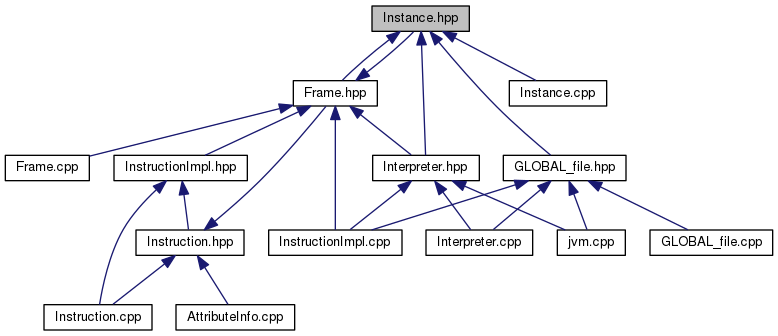 Instance.hpp
Frame.hpp
Instance.cpp
Frame.cpp
InstructionImpl.hpp
Interpreter.hpp
GLOBAL_file.hpp
Instruction.hpp
InstructionImpl.cpp
Interpreter.cpp
jvm.cpp
GLOBAL_file.cpp
Instruction.cpp
AttributeInfo.cpp